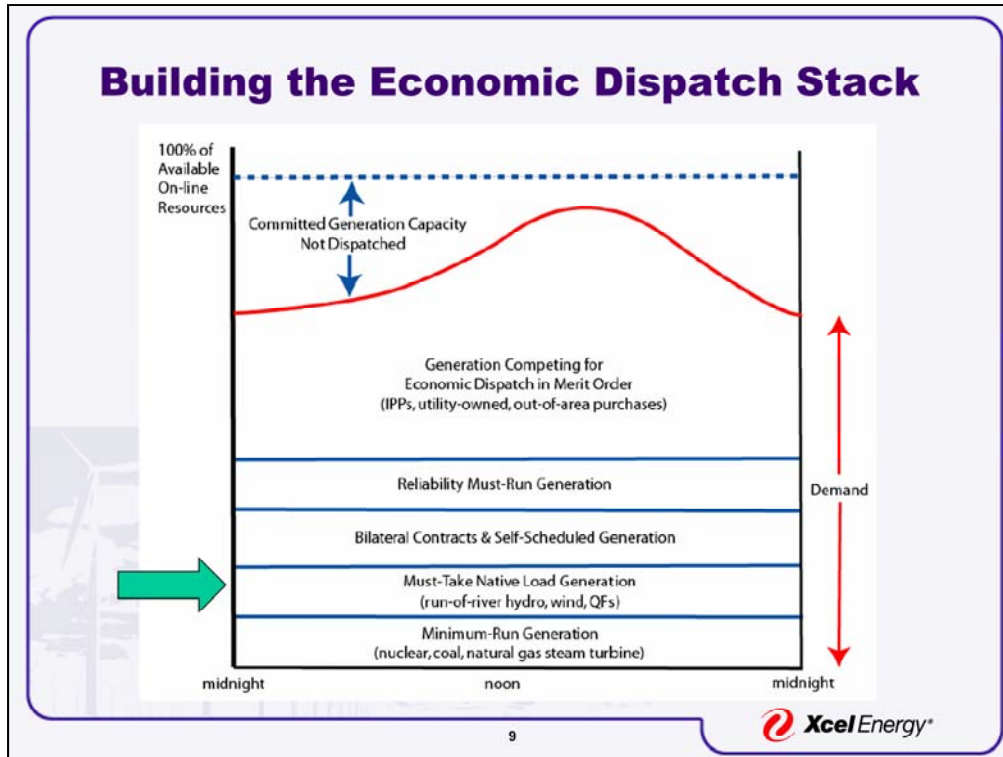 Building the Economic Dispatch Stack
100% of
Available
On-line
Resources
Committed Generation Capacity
Not Dispatched
Generation Competing for
Economic Dispatch in Merit Order
(IPPs, utility-owned, out-of-area purchases)
Reliability Must-Run Generation
Demand
Bilateral Contracts & Self-Scheduled Generation
Must-Take Native Load Generation
(run-of-river hydro, wind, QFs)
Minimum-Run Generation
(nuclear, coal, natural gas steam turbine)
midnight noon midnight
9
Xcel Energy®